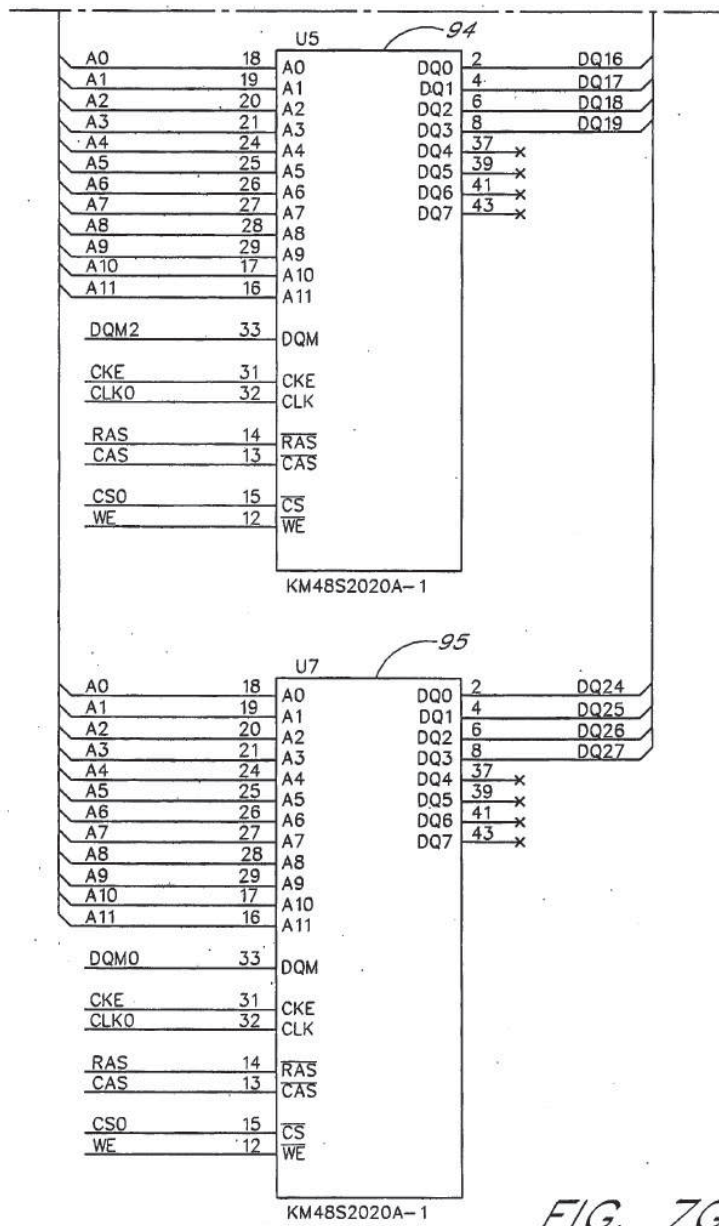 94
U5
A0 18 A0 DQ0 2 DQ16
A1 19 A1 DQ1 4 DQ17
A2 20 A2 DQ2 6 DQ18
A3 21 A3 DQ3 8 DQ19
A4 24 A4 DQ4 37 x
A5 25 A5 DQ5 39 x
A6 26 A6 DQ6 41 x
A7 27 A7 DQ7 43 x
A8 28 A8
A9 29 A9
A10 17 A10
A11 16 A11
DQM2 33 DQM
CKE 31 CKE
CLK0 32 CLK
RAS 14 R̅A̅S̅
CAS 13 C̅A̅S̅
CS0 15 C̅S̅
WE 12 W̅E̅
KM48S2020A-1
95
U7
A0 18 A0 DQ0 2 DQ24
A1 19 A1 DQ1 4 DQ25
A2 20 A2 DQ2 6 DQ26
A3 21 A3 DQ3 8 DQ27
A4 24 A4 DQ4 37 x
A5 25 A5 DQ5 39 x
A6 26 A6 DQ6 41 x
A7 27 A7 DQ7 43 x
A8 28 A8
A9 29 A9
A10 17 A10
A11 16 A11
DQM0 33 DQM
CKE 31 CKE
CLK0 32 CLK
RAS 14 R̅A̅S̅
CAS 13 C̅A̅S̅
CS0 15 C̅S̅
WE 12 W̅E̅
KM48S2020A-1
FIG. 7G